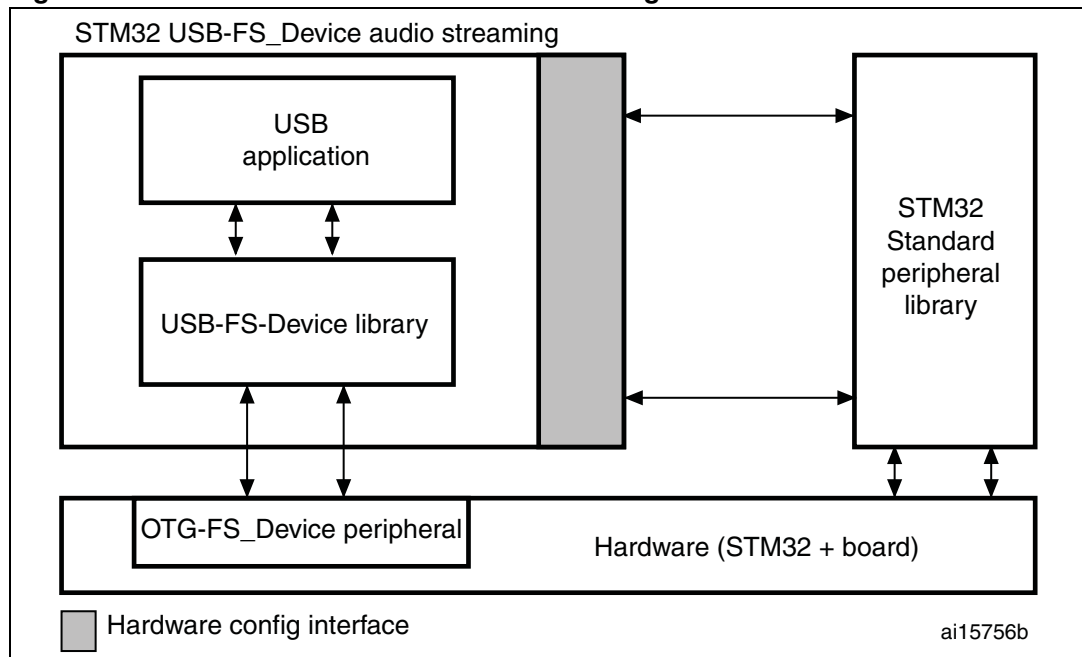 STM32 USB-FS_Device audio streaming
USB
application
USB-FS-Device library
STM32
Standard
peripheral
library
OTG-FS_Device peripheral
Hardware (STM32 + board)
Hardware config interface
ai15756b